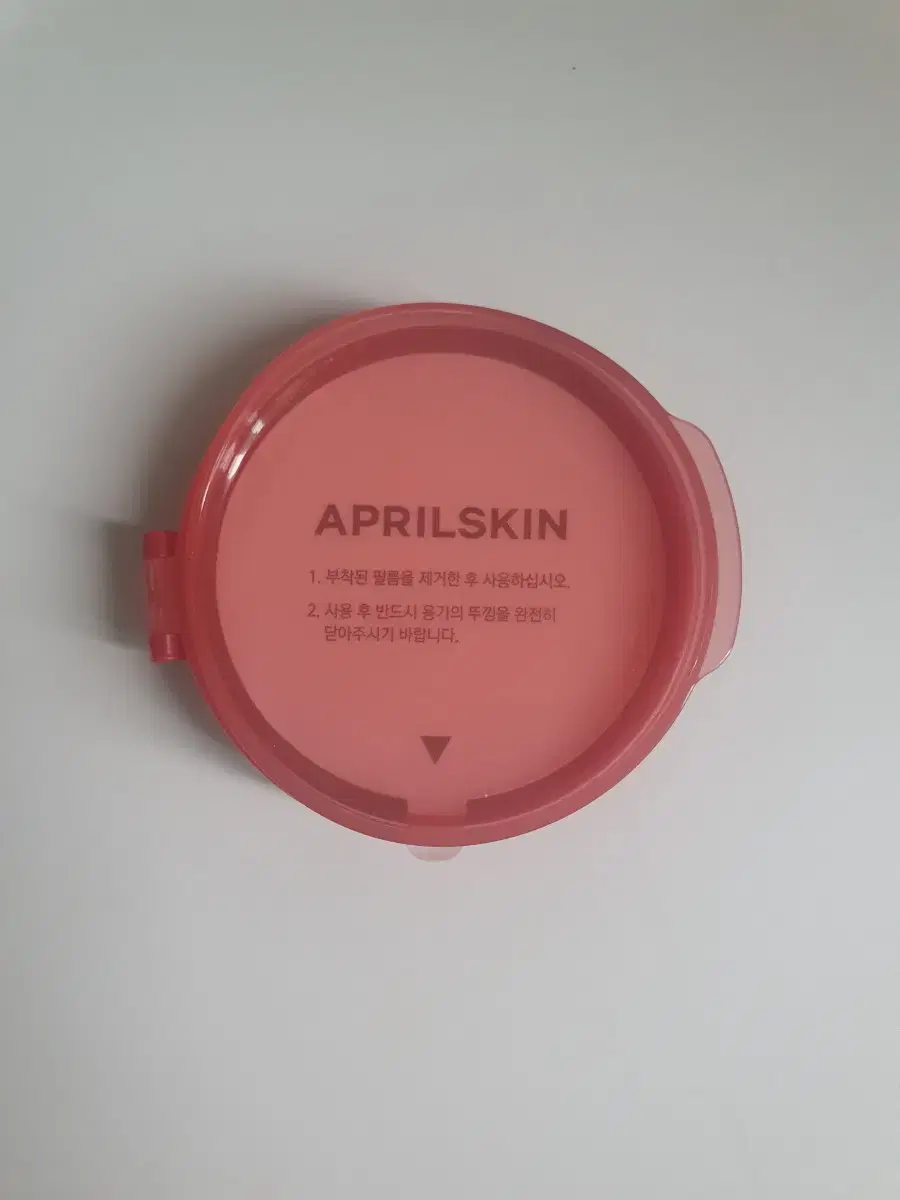 APRILSKIN
1. 부착된 필름을 제거한 후 사용하십시오.
2. 사용 후 반드시 용기의 뚜껑을 완전히
닫아주시기 바랍니다.